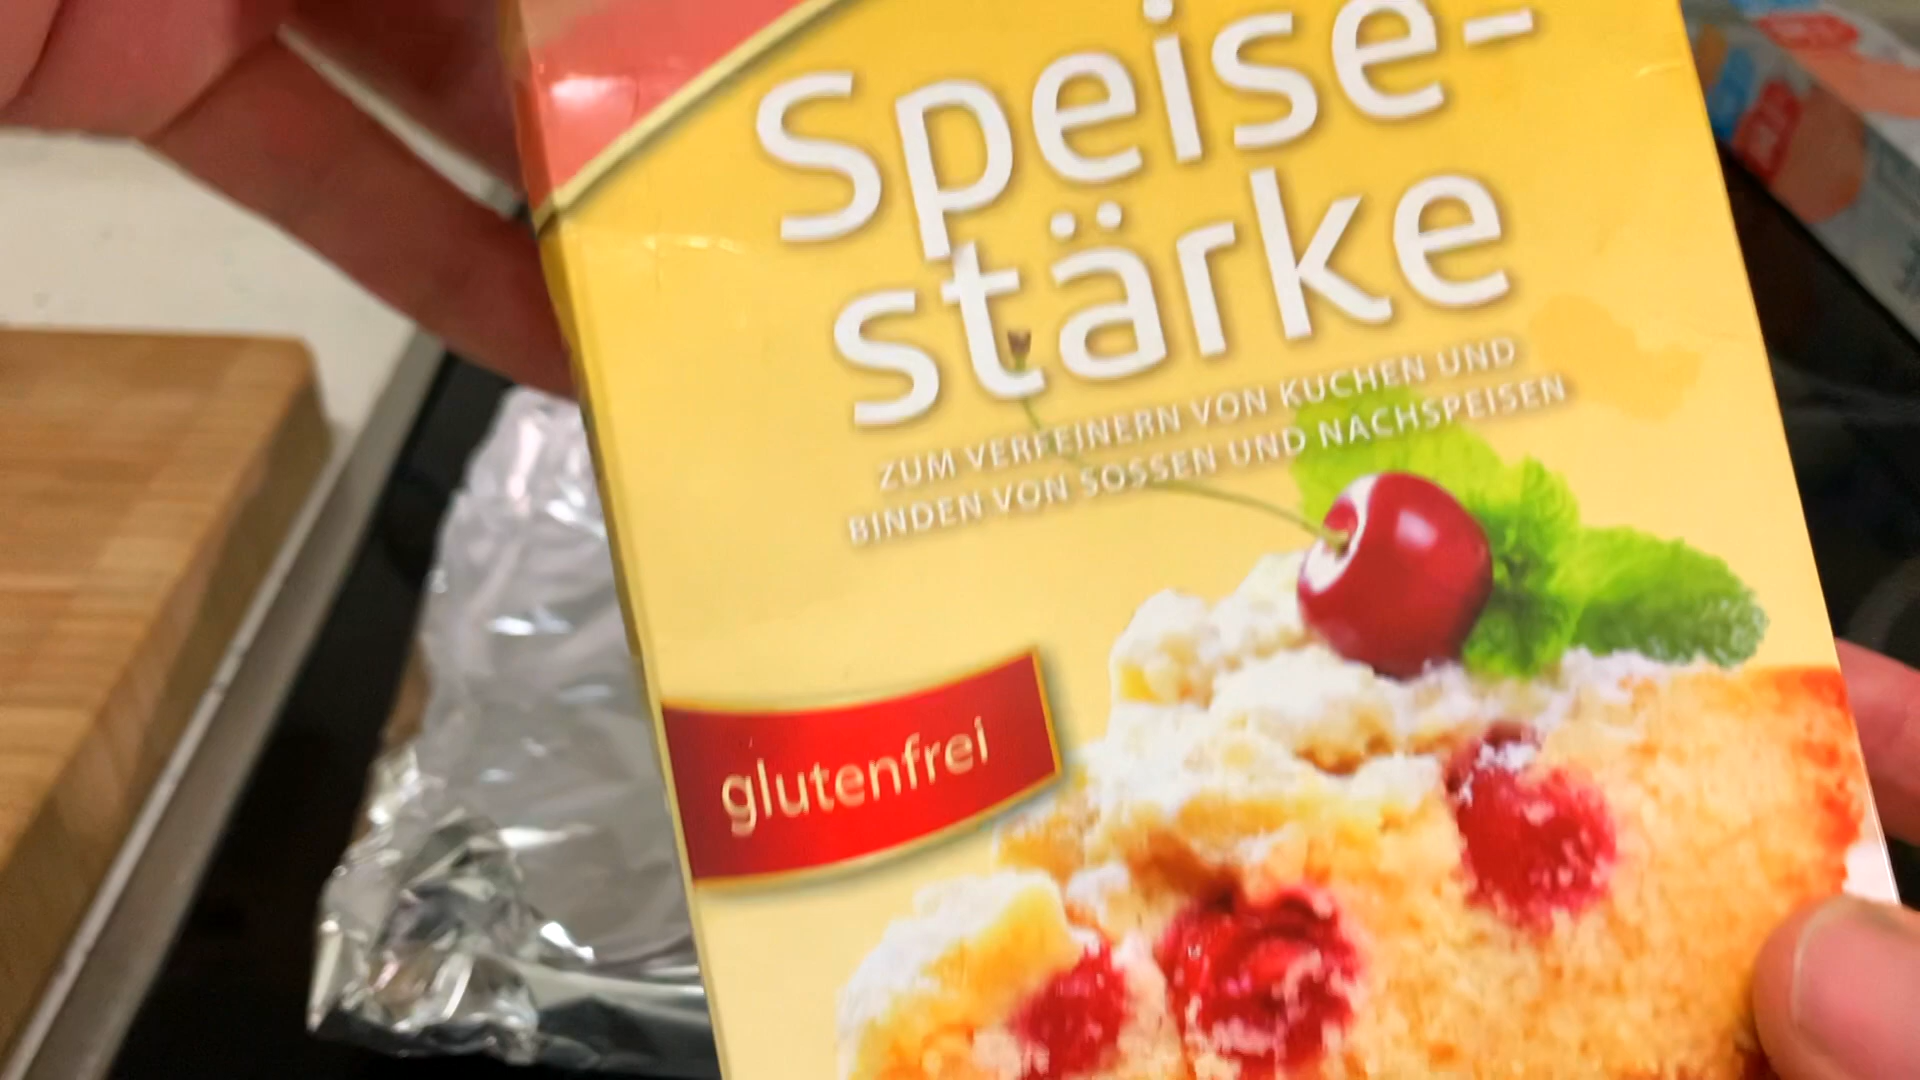 Speise-
stärke
ZUM VERFEINERN VON KUCHEN UND
BINDEN VON SOSSEN UND NACHSPEISEN
glutenfrei